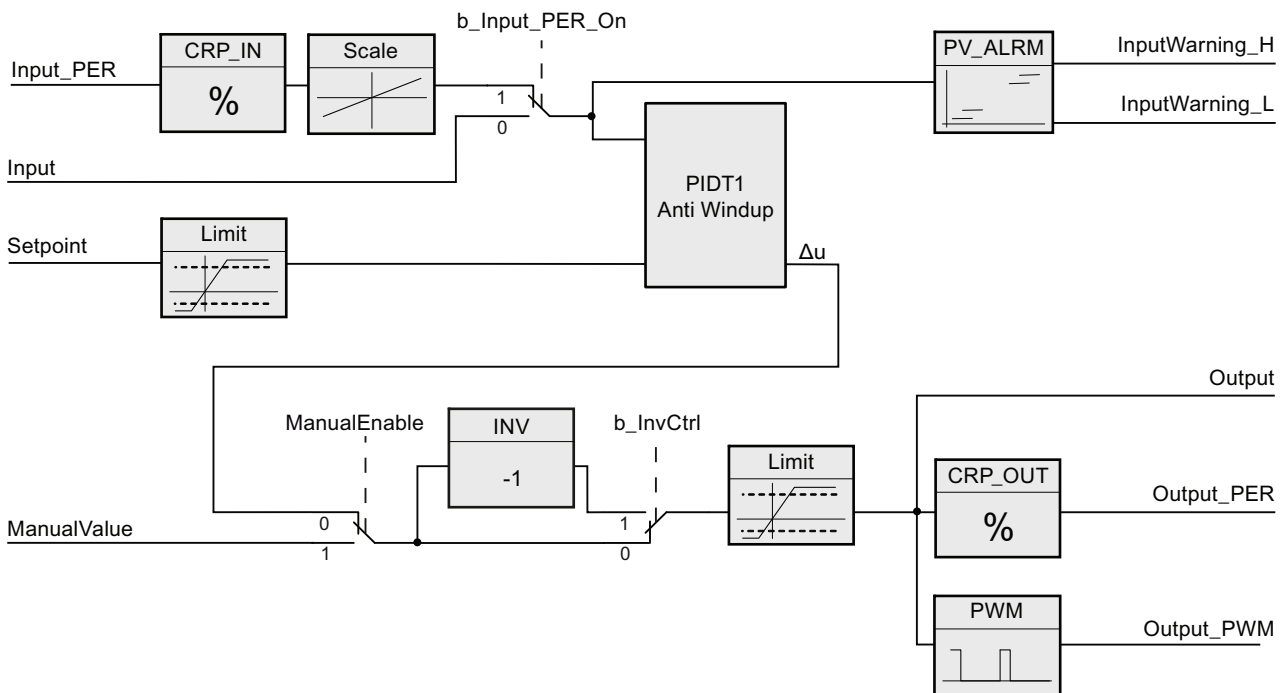 b_Input_PER_On
CRP_IN
Scale
PV_ALRM
InputWarning_H
Input_PER
%
1
0
InputWarning_L
Input
PIDT1
Anti Windup
Setpoint
Limit
Δu
Output
ManualEnable
INV
b_InvCtrl
-1
Limit
CRP_OUT
Output_PER
%
ManualValue
0
1
1
0
PWM
Output_PWM